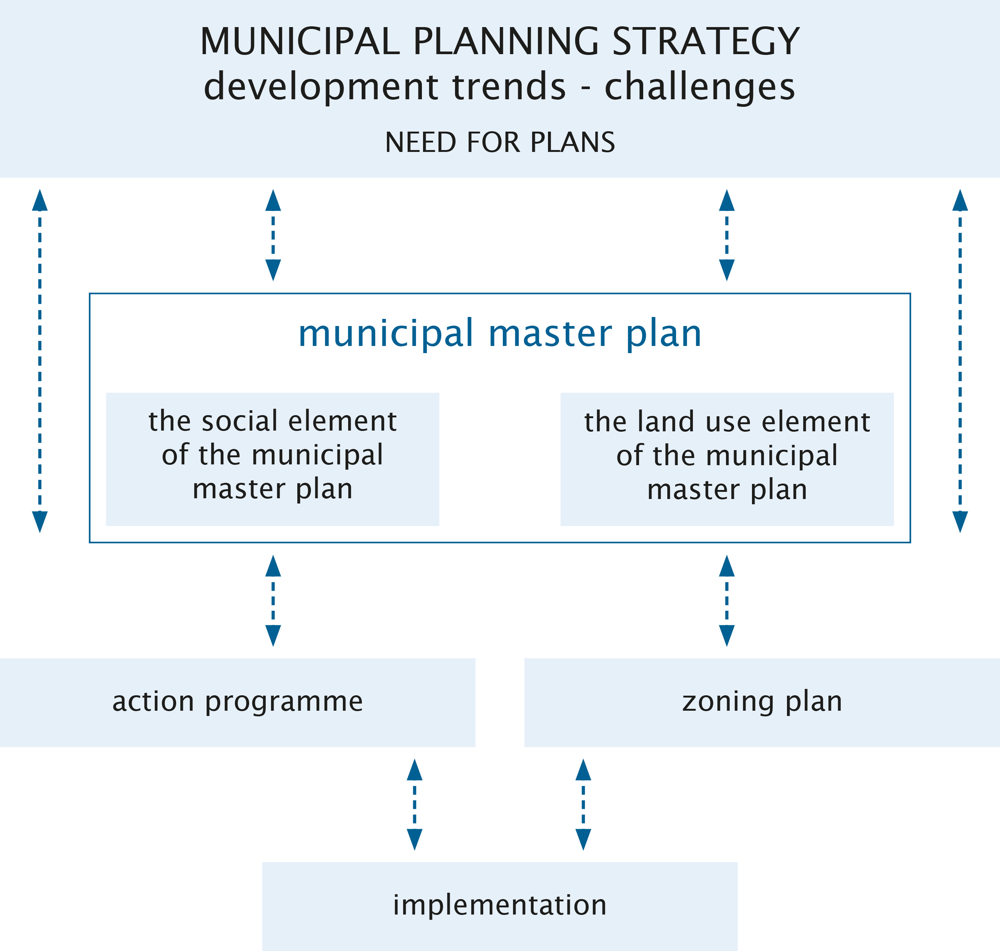 MUNICIPAL PLANNING STRATEGY
development trends - challenges
NEED FOR PLANS
municipal master plan
the social element
of the municipal
master plan
the land use element
of the municipal
master plan
action programme
zoning plan
implementation